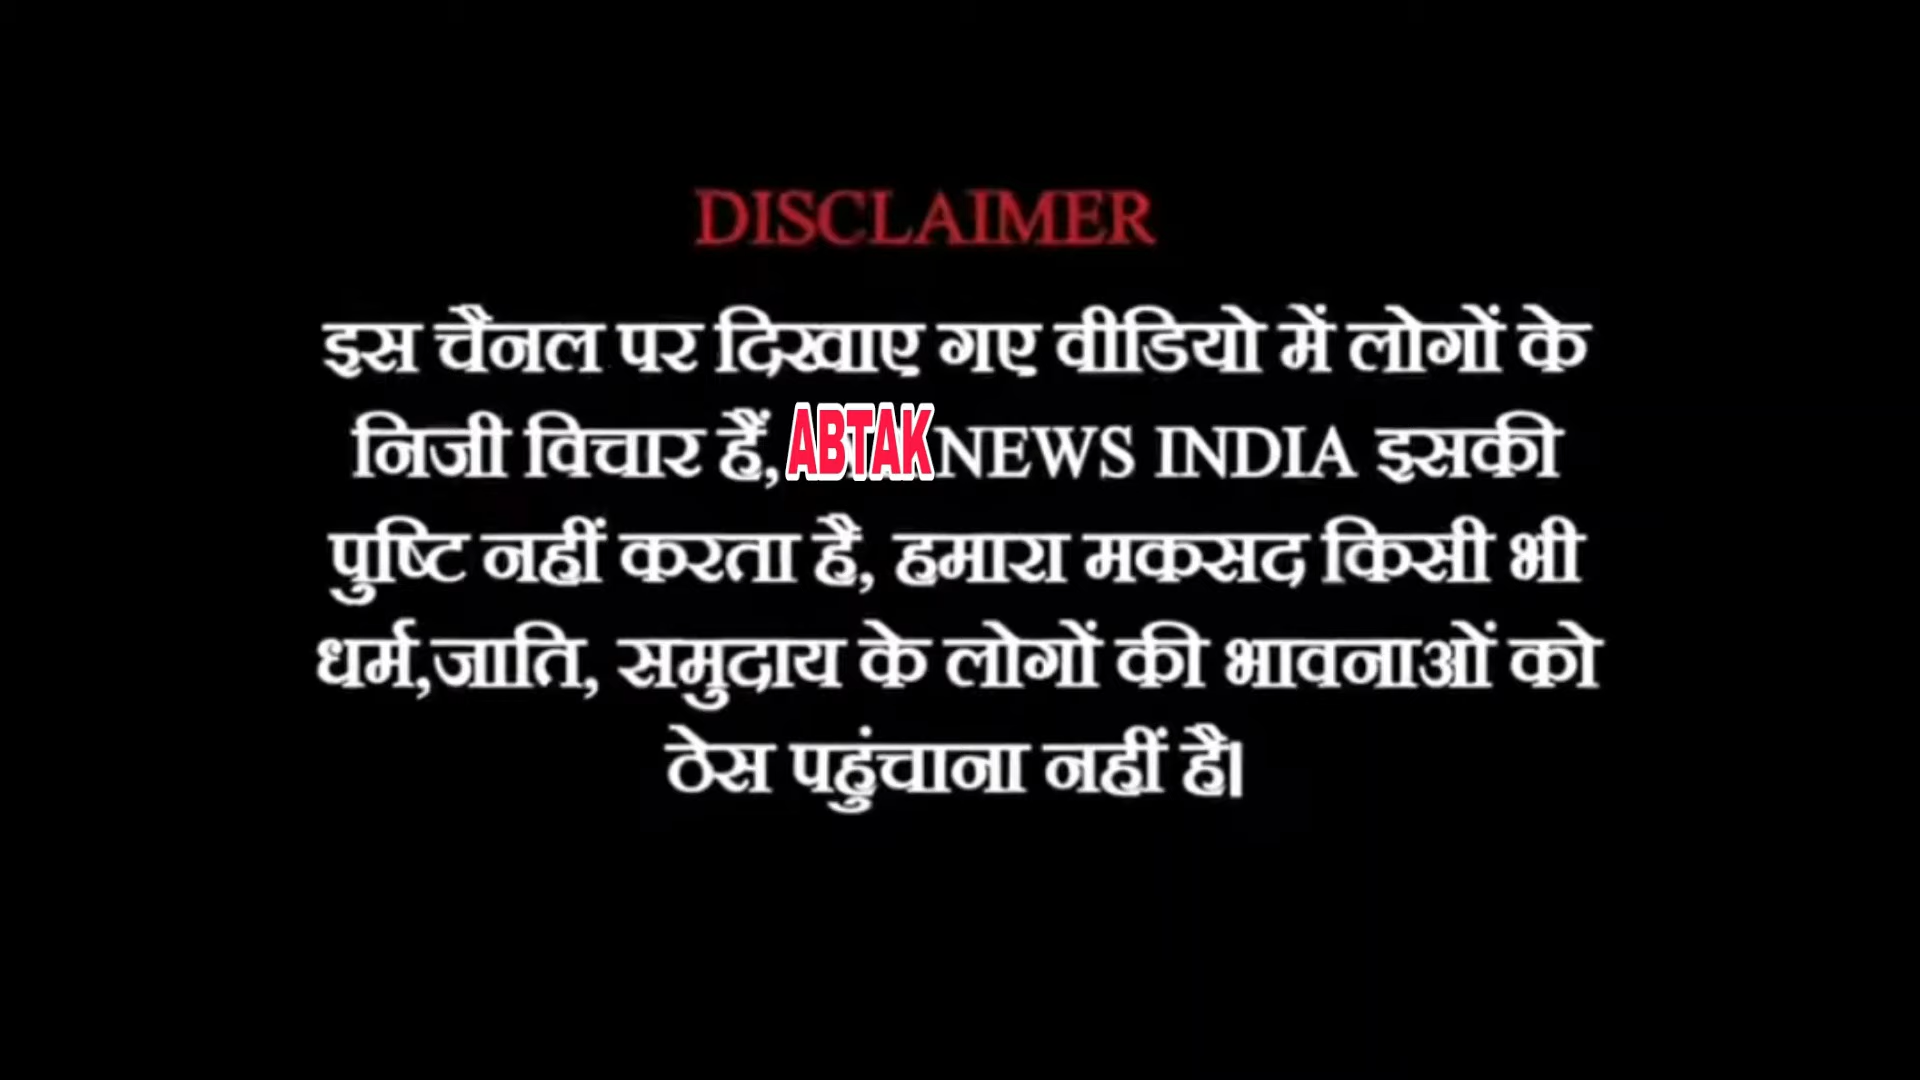 DISCLAIMER
इस चैनल पर दिखाए गए वीडियो में लोगों के
निजी विचार हैं, ABTAK NEWS INDIA इसकी
पुष्टि नहीं करता है, हमारा मकसद किसी भी
धर्म,जाति, समुदाय के लोगों की भावनाओं को
ठेस पहुंचाना नहीं है।